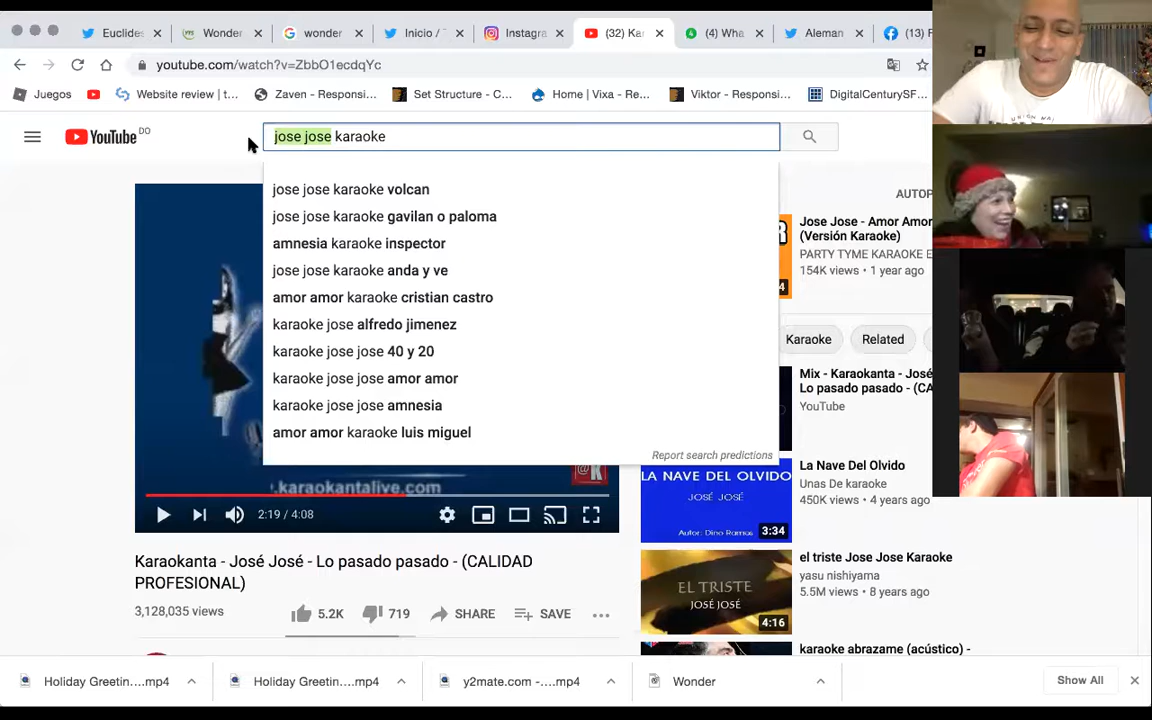 Euclides
Wonder
wonder
Inicio / T
Instagra
(32) Ka
(4) Wha
Aleman
(13) F
youtube.com/watch?v=ZbbO1ecdqYc
Juegos
Website review | t...
Zaven - Responsi...
Set Structure - C...
Home | Vixa - Re...
Viktor - Responsi...
DigitalCenturySF...
YouTube DO
jose jose karaoke
jose jose karaoke volcan
jose jose karaoke gavilan o paloma
amnesia karaoke inspector
jose jose karaoke anda y ve
amor amor karaoke cristian castro
karaoke jose alfredo jimenez
karaoke jose jose 40 y 20
karaoke jose jose amor amor
karaoke jose jose amnesia
amor amor karaoke luis miguel
Report search predictions
.karaokantalive.com
@K
2:19 / 4:08
Karaokanta - José José - Lo pasado pasado - (CALIDAD
PROFESIONAL)
3,128,035 views
5.2K
719
SHARE
SAVE
AUTOP
Jose Jose - Amor Amor
(Versión Karaoke)
PARTY TYME KARAOKE E
154K views • 1 year ago
Karaoke
Related
Mix - Karaokanta - José
Lo pasado pasado - (CA
YouTube
LA NAVE DEL OLVIDO
JOSÉ JOSÉ
Autor: Dino Ramos
3:34
La Nave Del Olvido
Unas De karaoke
450K views • 4 years ago
EL TRISTE
JOSÉ JOSÉ
4:16
el triste Jose Jose Karaoke
yasu nishiyama
5.5M views • 8 years ago
karaoke abrazame (acústico) -
Holiday Greetin....mp4
Holiday Greetin....mp4
y2mate.com -....mp4
Wonder
Show All